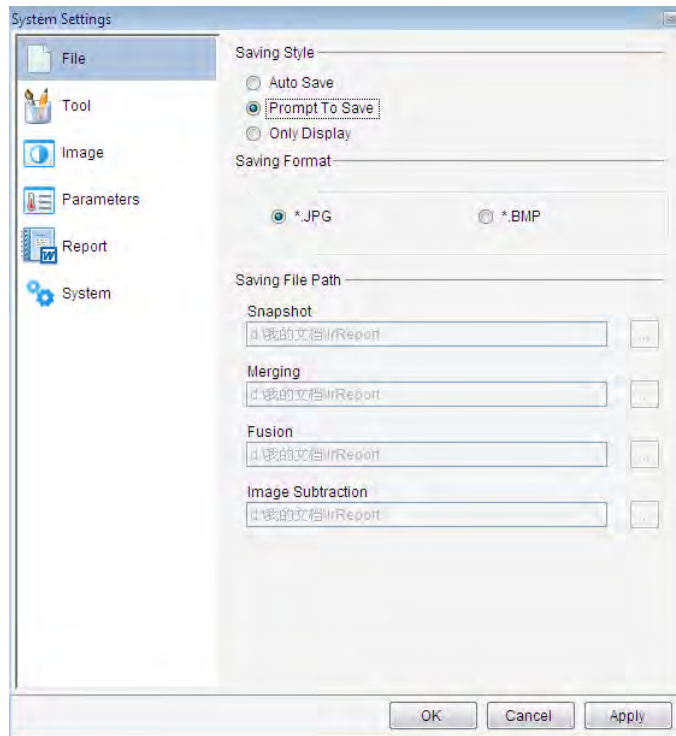 System Settings
File
Tool
Image
Parameters
Report
System
Saving Style
Auto Save
Prompt To Save
Only Display
Saving Format
*.JPG
*.BMP
Saving File Path
Snapshot
d:\我的文档\IrReport
...
Merging
d:\我的文档\IrReport
...
Fusion
d:\我的文档\IrReport
...
Image Subtraction
d:\我的文档\IrReport
...
OK
Cancel
Apply